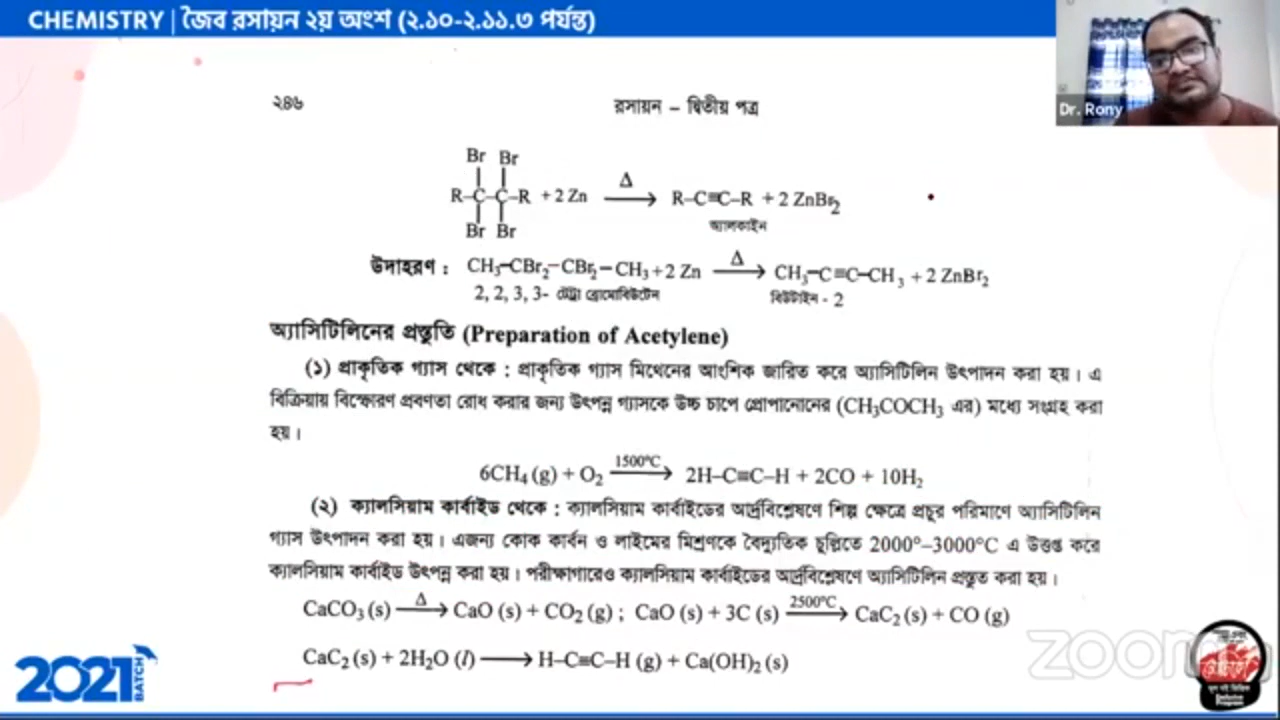 CHEMISTRY | জৈব রসায়ন ২য় অংশ (২.১০-২.১১.৩ পর্যন্ত)
Dr. Rony
২৪৬ রসায়ন – দ্বিতীয় পত্র
Br Br
R–C–C–R + 2 Zn Δ⟶ R–C≡C–R + 2 ZnBr₂
Br Br অ্যালকাইন
উদাহরণ : CH₃–CBr₂–CBr₂–CH₃ + 2 Zn Δ⟶ CH₃–C≡C–CH₃ + 2 ZnBr₂
2, 2, 3, 3- টেট্রা ব্রোমোবিউটেন বিউটাইন - 2
অ্যাসিটিলিনের প্রস্তুতি (Preparation of Acetylene)
(১) প্রাকৃতিক গ্যাস থেকে : প্রাকৃতিক গ্যাস মিথেনের আংশিক জারিত করে অ্যাসিটিলিন উৎপাদন করা হয়। এ
বিক্রিয়ায় বিস্ফোরণ প্রবণতা রোধ করার জন্য উৎপন্ন গ্যাসকে উচ্চ চাপে প্রোপানোনের (CH₃COCH₃ এর) মধ্যে সংগ্রহ করা
হয়।
6CH₄ (g) + O₂ 1500°C⟶ 2H–C≡C–H + 2CO + 10H₂
(২) ক্যালসিয়াম কার্বাইড থেকে : ক্যালসিয়াম কার্বাইডের আর্দ্রবিশ্লেষণে শিল্প ক্ষেত্রে প্রচুর পরিমাণে অ্যাসিটিলিন
গ্যাস উৎপাদন করা হয়। এজন্য কোক কার্বন ও লাইমের মিশ্রণকে বৈদ্যুতিক চুল্লিতে 2000°–3000°C এ উত্তপ্ত করে
ক্যালসিয়াম কার্বাইড উৎপন্ন করা হয়। পরীক্ষাগারেও ক্যালসিয়াম কার্বাইডের আর্দ্রবিশ্লেষণে অ্যাসিটিলিন প্রস্তুত করা হয়।
CaCO₃ (s) Δ⟶ CaO (s) + CO₂ (g) ; CaO (s) + 3C (s) 2500°C⟶ CaC₂ (s) + CO (g)
CaC₂ (s) + 2H₂O (l) ⟶ H–C≡C–H (g) + Ca(OH)₂ (s)
zoom
2021 BATCH